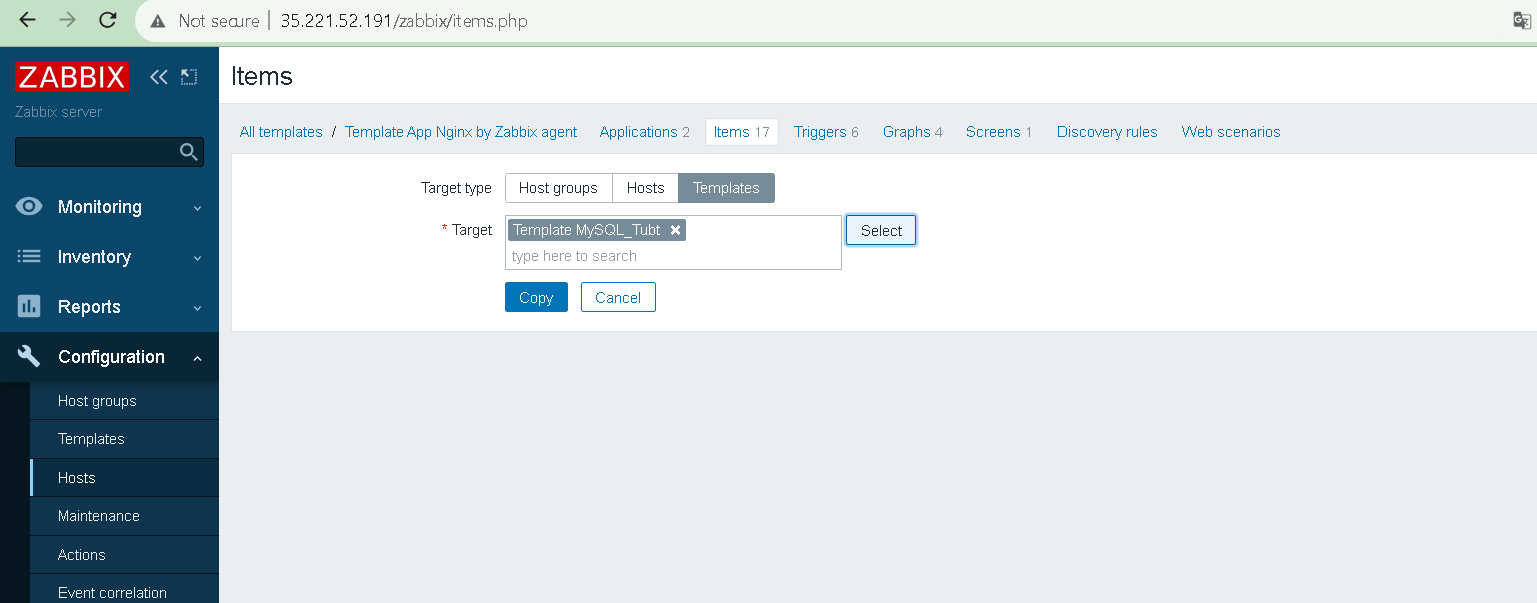 Not secure | 35.221.52.191/zabbix/items.php
ZABBIX
Zabbix server
Monitoring
Inventory
Reports
Configuration
Host groups
Templates
Hosts
Maintenance
Actions
Event correlation
Items
All templates / Template App Nginx by Zabbix agent Applications 2 Items 17 Triggers 6 Graphs 4 Screens 1 Discovery rules Web scenarios
Target type Host groups Hosts Templates
* Target Template MySQL_Tubt Select
type here to search
Copy Cancel